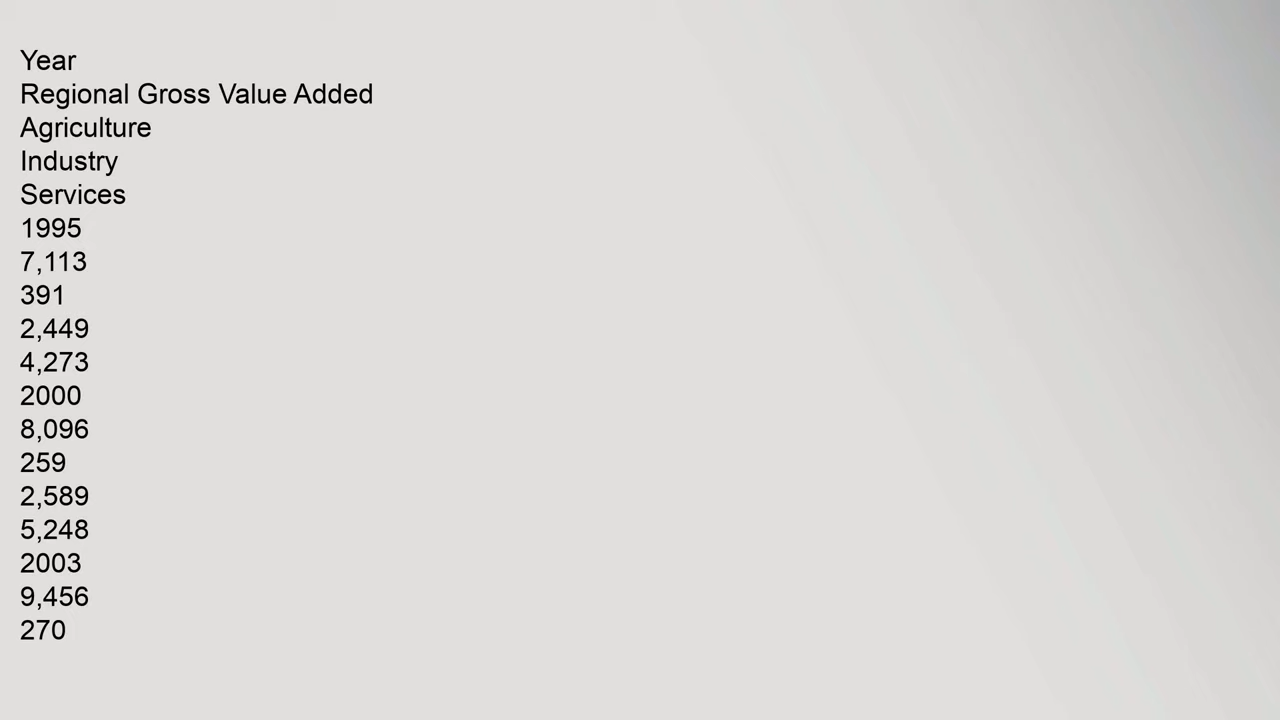 Year
Regional Gross Value Added
Agriculture
Industry
Services
1995
7,113
391
2,449
4,273
2000
8,096
259
2,589
5,248
2003
9,456
270